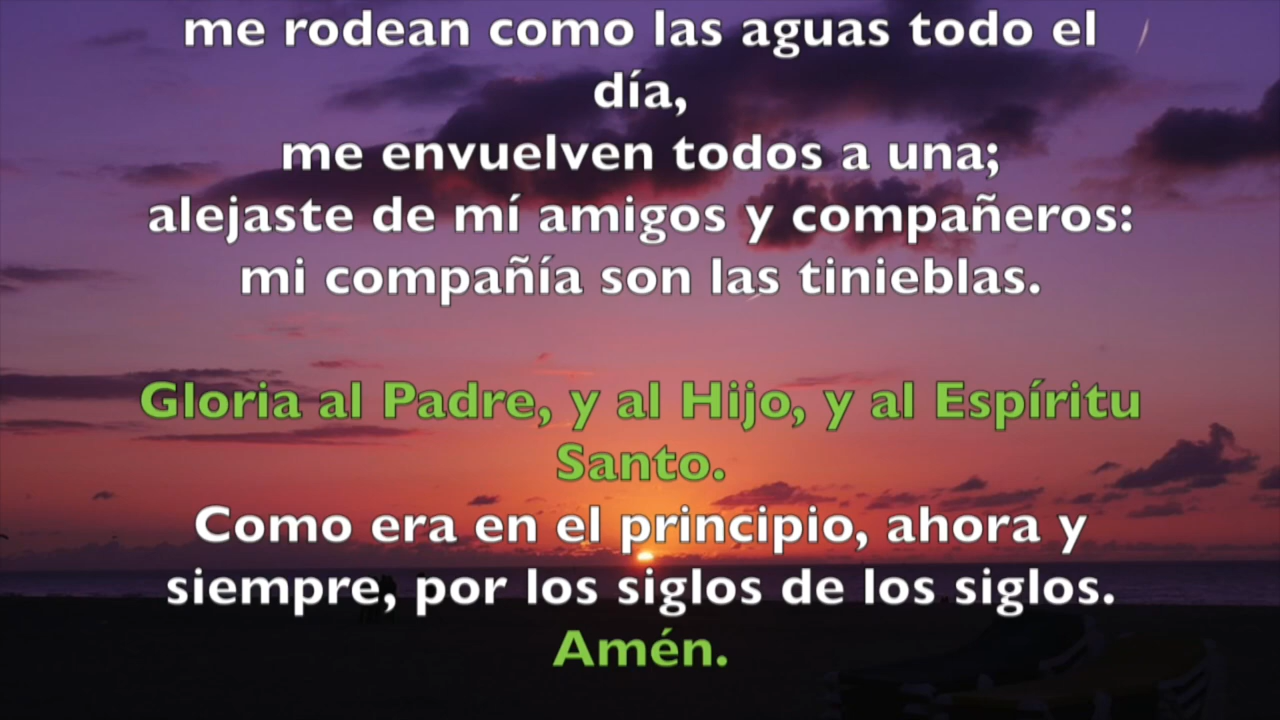 me rodean como las aguas todo el
día,
me envuelven todos a una;
alejaste de mí amigos y compañeros:
mi compañía son las tinieblas.
Gloria al Padre, y al Hijo, y al Espíritu
Santo.
Como era en el principio, ahora y
siempre, por los siglos de los siglos.
Amén.